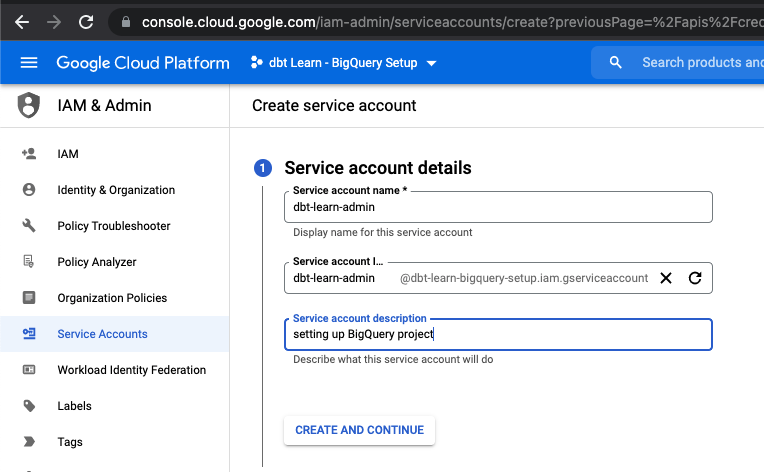 console.cloud.google.com/iam-admin/serviceaccounts/create?previousPage=%2Fapis%2Fcred
Google Cloud Platform
dbt Learn - BigQuery Setup
Search products and
IAM & Admin
Create service account
IAM
Identity & Organization
Policy Troubleshooter
Policy Analyzer
Organization Policies
Service Accounts
Workload Identity Federation
Labels
Tags
1 Service account details
Service account name *
dbt-learn-admin
Display name for this service account
Service account I...
dbt-learn-admin @dbt-learn-bigquery-setup.iam.gserviceaccount
Service account description
setting up BigQuery project
Describe what this service account will do
CREATE AND CONTINUE